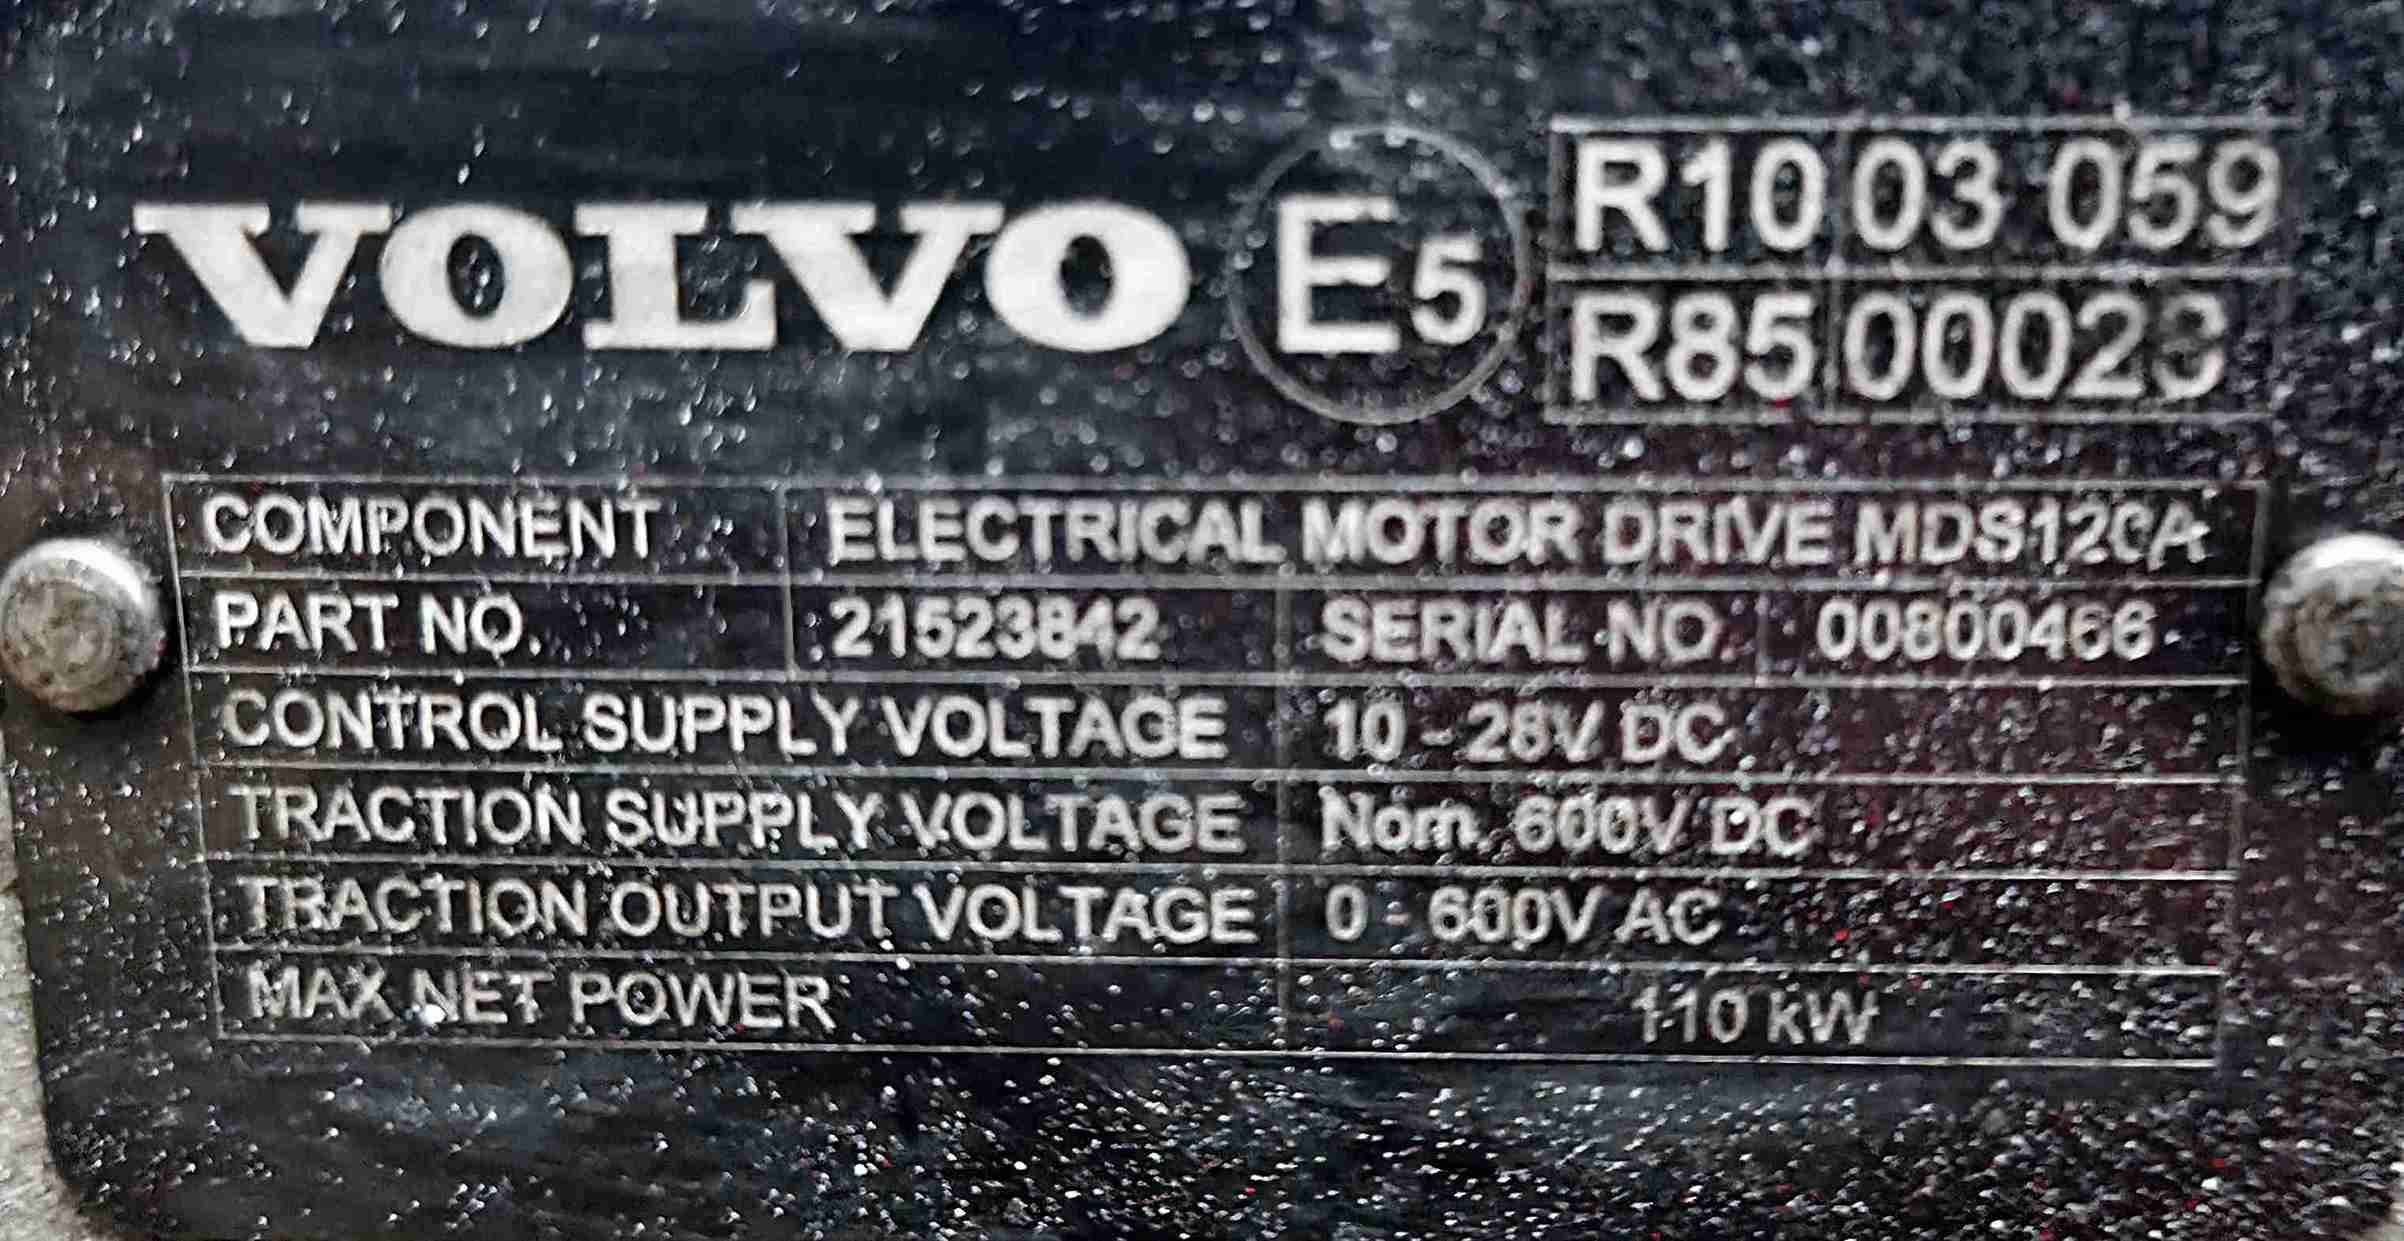 VOLVO E5 R10 03 059
R85 00023
COMPONENT ELECTRICAL MOTOR DRIVE MDS120A
PART NO. 21523842 SERIAL NO. 00800466
CONTROL SUPPLY VOLTAGE 10 - 28V DC
TRACTION SUPPLY VOLTAGE Nom. 600V DC
TRACTION OUTPUT VOLTAGE 0 - 600V AC
MAX NET POWER 110 kW